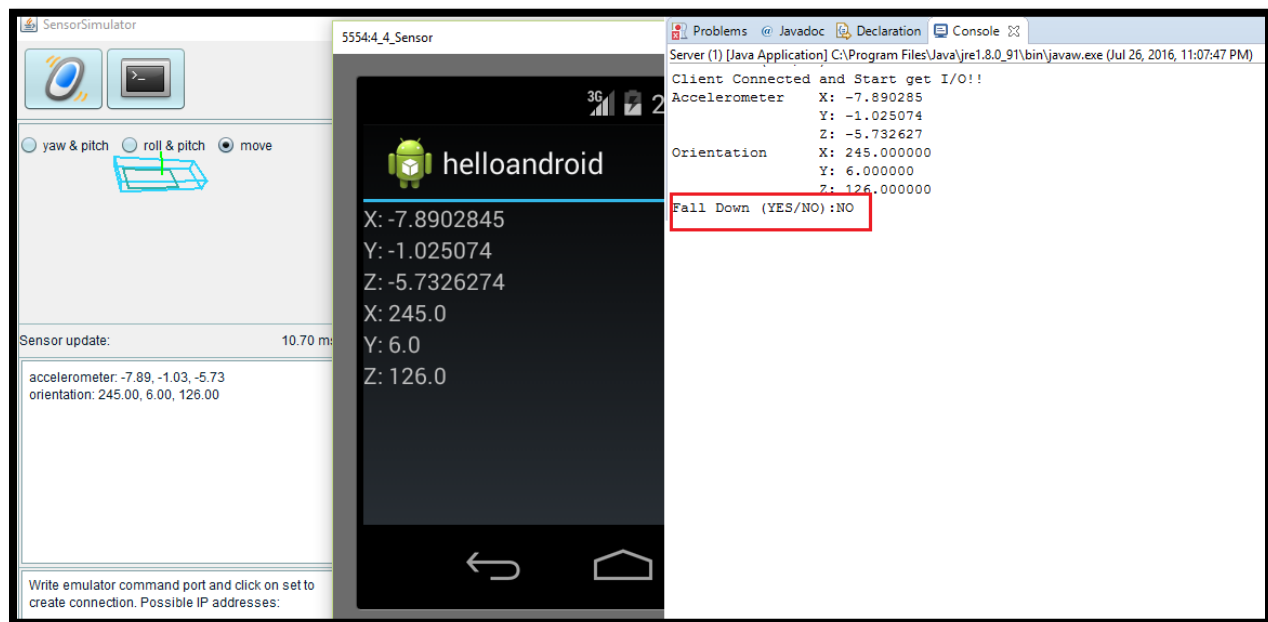 SensorSimulator
yaw & pitch roll & pitch move
Sensor update: 10.70 ms
accelerometer: -7.89, -1.03, -5.73
orientation: 245.00, 6.00, 126.00
Write emulator command port and click on set to
create connection. Possible IP addresses:
5554:4_4_Sensor
3G 2
helloandroid
X: -7.8902845
Y: -1.025074
Z: -5.7326274
X: 245.0
Y: 6.0
Z: 126.0
Problems @ Javadoc Declaration Console
Server (1) [Java Application] C:\Program Files\Java\jre1.8.0_91\bin\javaw.exe (Jul 26, 2016, 11:07:47 PM)
Client Connected and Start get I/O!!
Accelerometer X: -7.890285
Y: -1.025074
Z: -5.732627
Orientation X: 245.000000
Y: 6.000000
Z: 126.000000
Fall Down (YES/NO):NO